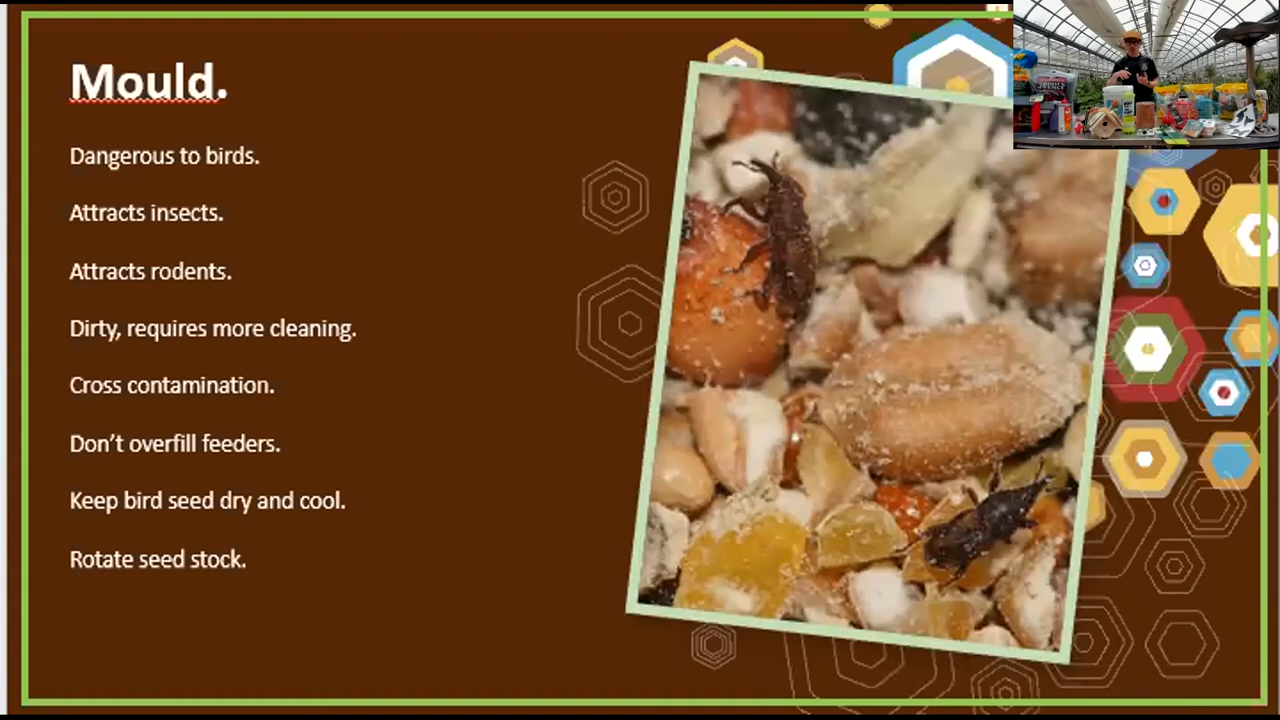 Mould.
Dangerous to birds.
Attracts insects.
Attracts rodents.
Dirty, requires more cleaning.
Cross contamination.
Don’t overfill feeders.
Keep bird seed dry and cool.
Rotate seed stock.